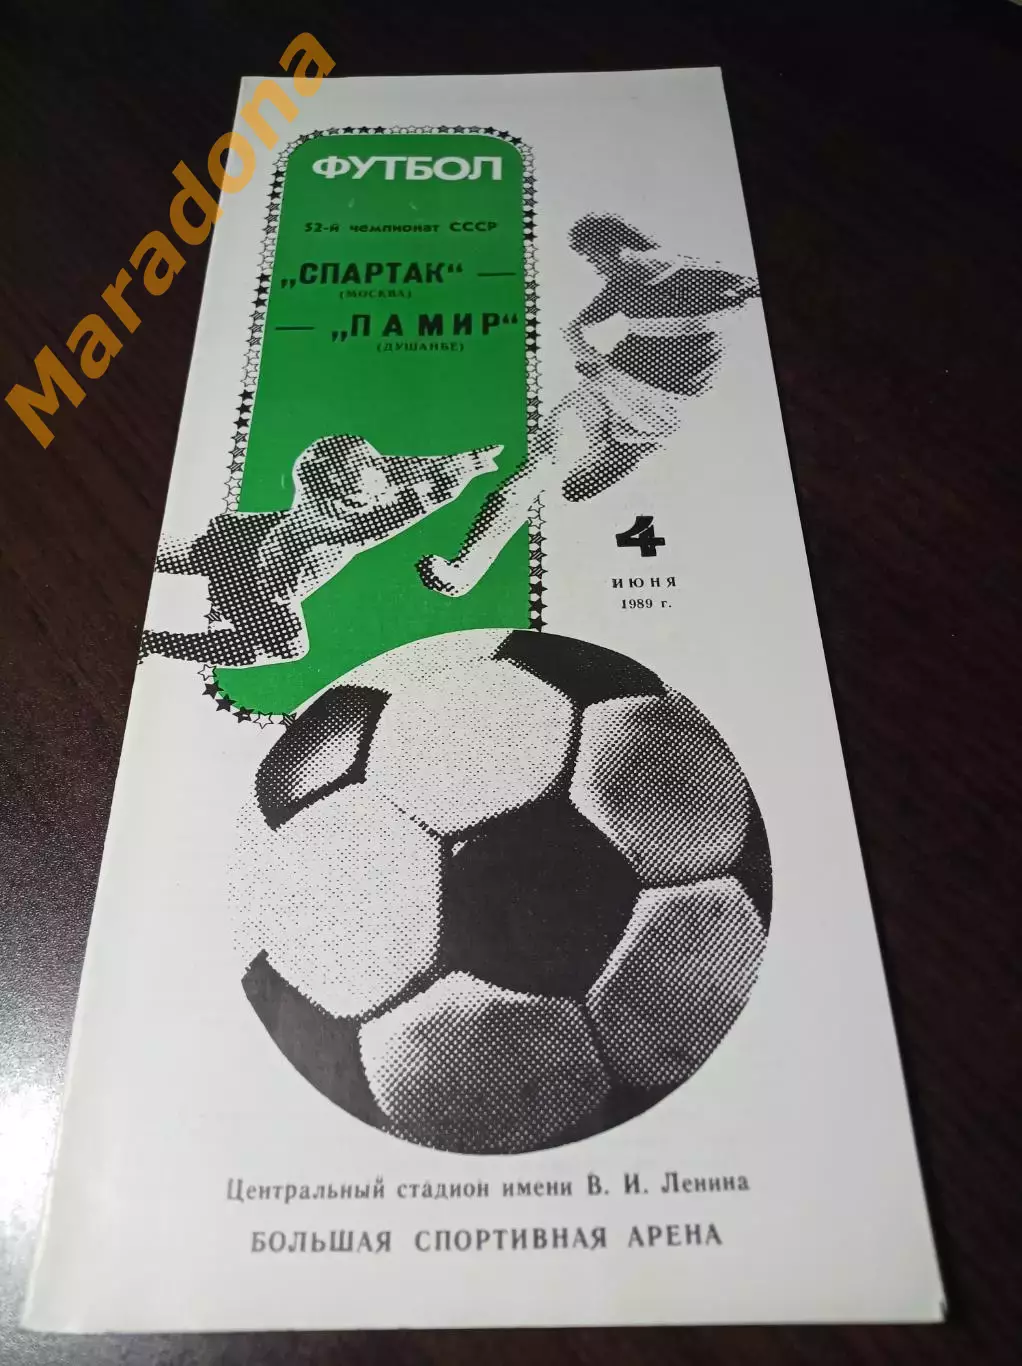 Maradona
ФУТБОЛ
52-й чемпионат СССР
„СПАРТАК“ —
(МОСКВА)
— „ПАМИР“
(ДУШАНБЕ)
4
ИЮНЯ
1989 г.
Центральный стадион имени В. И. Ленина
БОЛЬШАЯ СПОРТИВНАЯ АРЕНА